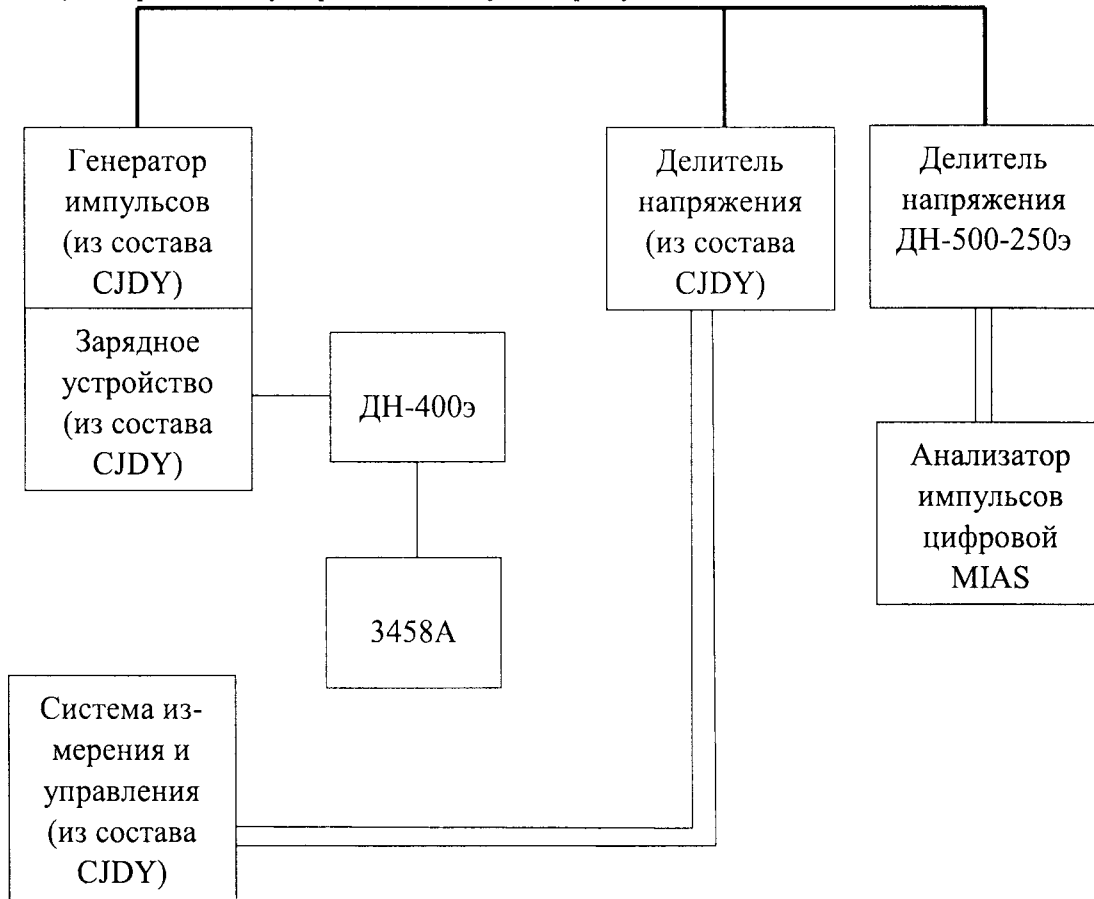 Генератор
импульсов
(из состава
CJDY)
Зарядное
устройство
(из состава
CJDY)
ДН-400э
3458А
Делитель
напряжения
(из состава
CJDY)
Делитель
напряжения
ДН-500-250э
Анализатор
импульсов
цифровой
MIAS
Система из-
мерения и
управления
(из состава
CJDY)